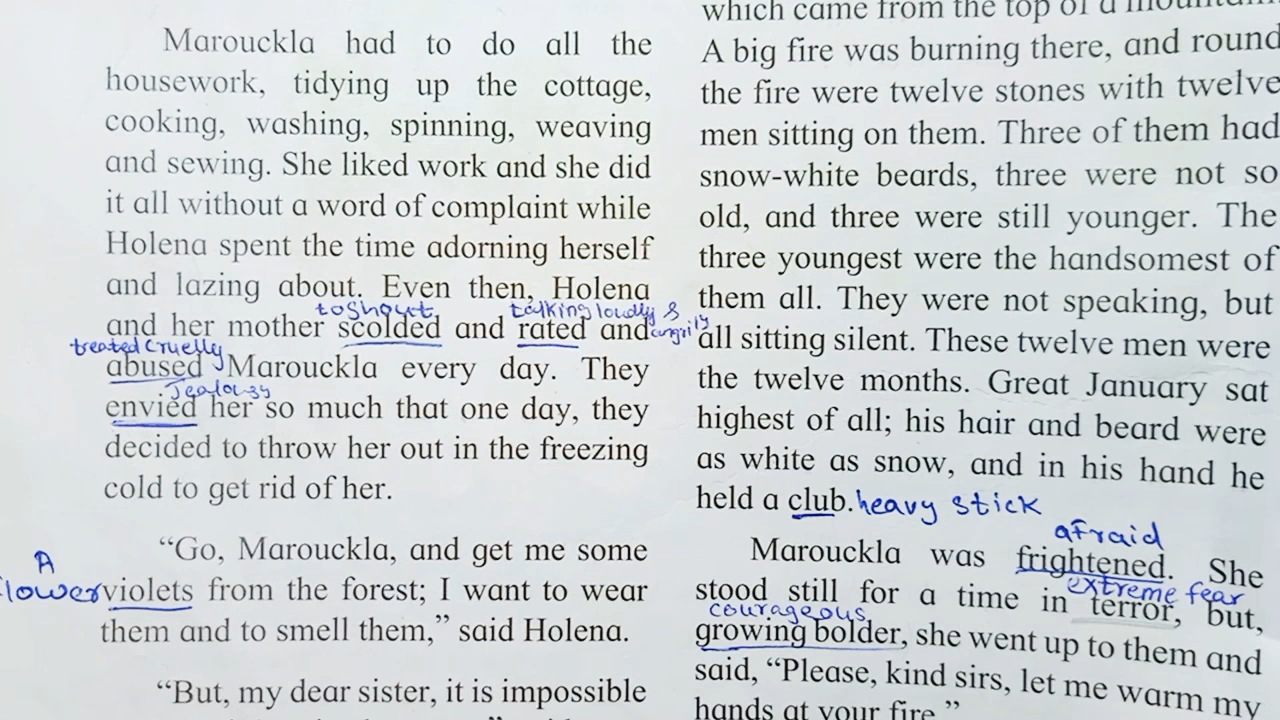 Marouckla had to do all the
housework, tidying up the cottage,
cooking, washing, spinning, weaving
and sewing. She liked work and she did
it all without a word of complaint while
Holena spent the time adorning herself
and lazing about. Even then, Holena
to shout talking loudly &
and her mother scolded and rated and angrily
treated cruelly
abused Marouckla every day. They
Jealousy
envied her so much that one day, they
decided to throw her out in the freezing
cold to get rid of her.
“Go, Marouckla, and get me some
A
flower violets from the forest; I want to wear
them and to smell them,” said Holena.
“But, my dear sister, it is impossible
which came from the top of a mountain
A big fire was burning there, and round
the fire were twelve stones with twelve
men sitting on them. Three of them had
snow-white beards, three were not so
old, and three were still younger. The
three youngest were the handsomest of
them all. They were not speaking, but
all sitting silent. These twelve men were
the twelve months. Great January sat
highest of all; his hair and beard were
as white as snow, and in his hand he
held a club. heavy stick
afraid
Marouckla was frightened. She
extreme fear
stood still for a time in terror, but,
courageous
growing bolder, she went up to them and
said, “Please, kind sirs, let me warm my
hands at your fire.”